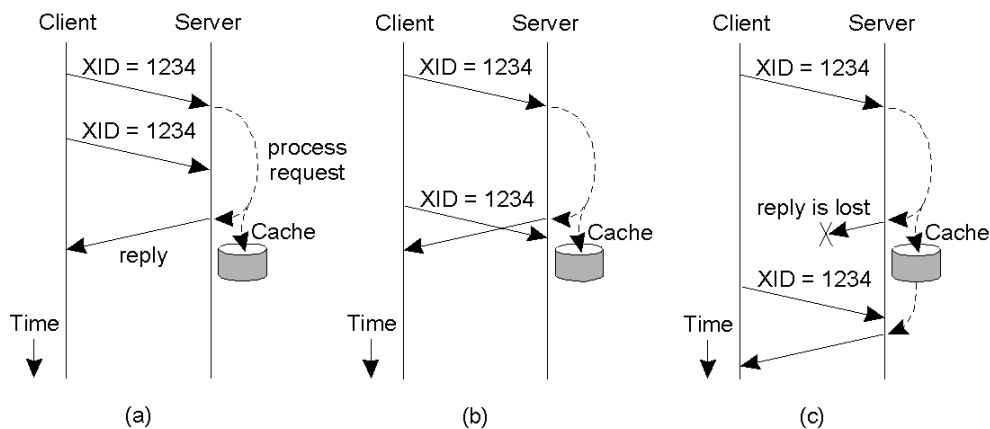 Client Server
XID = 1234
XID = 1234
process
request
Cache
reply
Time
(a)
Client Server
XID = 1234
XID = 1234
Cache
(b)
Client Server
XID = 1234
reply is lost
Cache
XID = 1234
Time
(c)